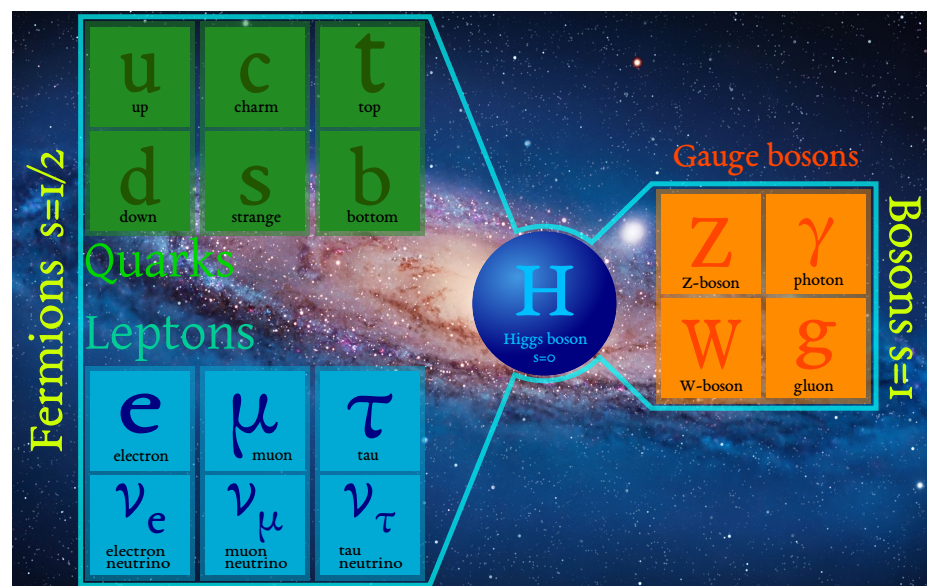 Fermions s=1/2
u
up
c
charm
t
top
d
down
s
strange
b
bottom
Quarks
Leptons
e
electron
μ
muon
τ
tau
νe
electron
neutrino
νμ
muon
neutrino
ντ
tau
neutrino
H
Higgs boson
s=0
Gauge bosons
Z
Z-boson
γ
photon
W
W-boson
g
gluon
Bosons s=1